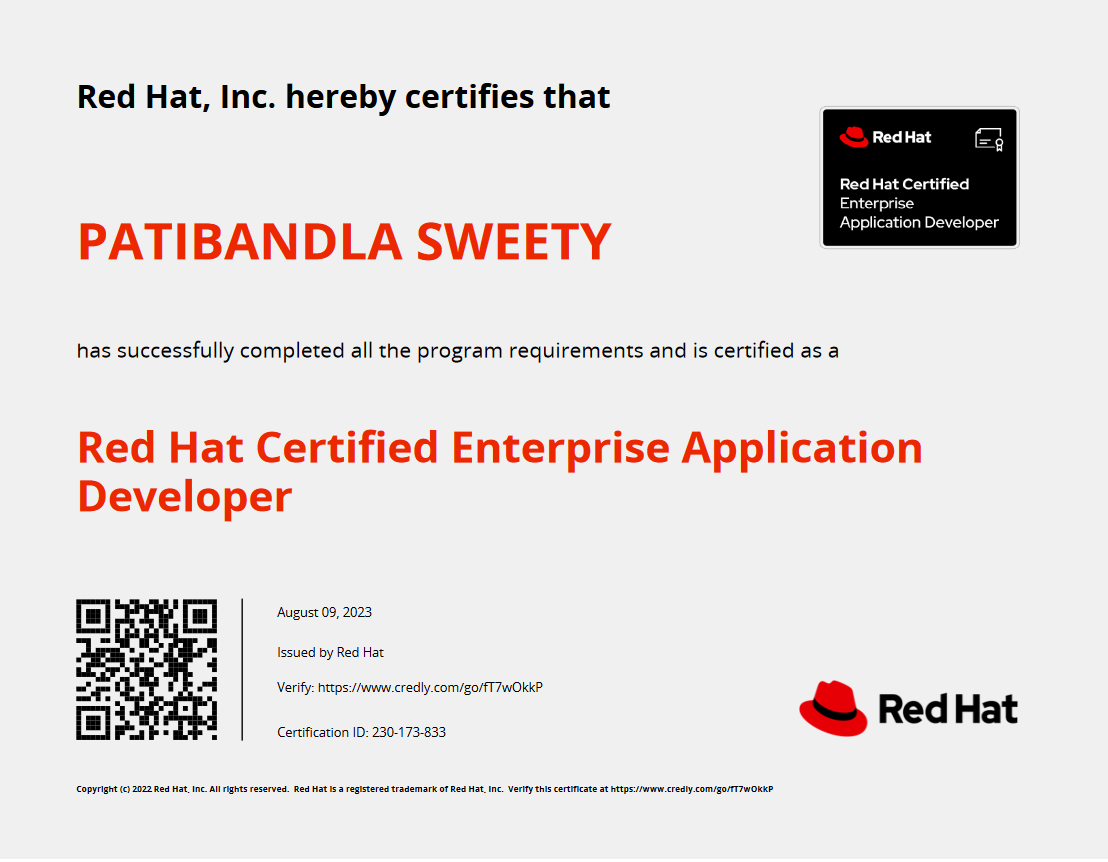 Red Hat, Inc. hereby certifies that
Red Hat
Red Hat Certified
Enterprise
Application Developer
PATIBANDLA SWEETY
has successfully completed all the program requirements and is certified as a
Red Hat Certified Enterprise Application
Developer
August 09, 2023
Issued by Red Hat
Verify: https://www.credly.com/go/fT7wOkkP
Certification ID: 230-173-833
Red Hat
Copyright (c) 2022 Red Hat, Inc. All rights reserved.  Red Hat is a registered trademark of Red Hat, Inc.  Verify this certificate at https://www.credly.com/go/fT7wOkkP